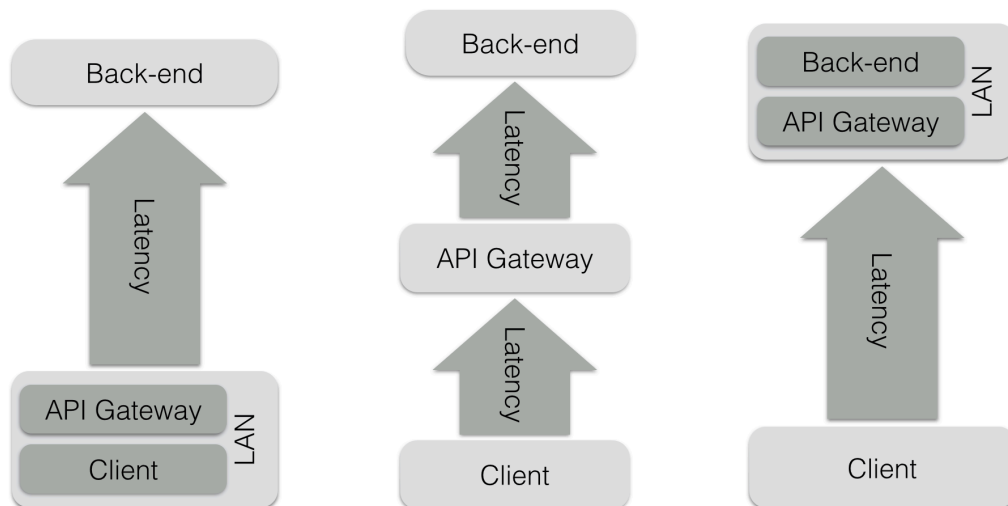 Back-end
Latency
API Gateway
Client
LAN
Back-end
Latency
API Gateway
Latency
Client
Back-end
API Gateway
LAN
Latency
Client